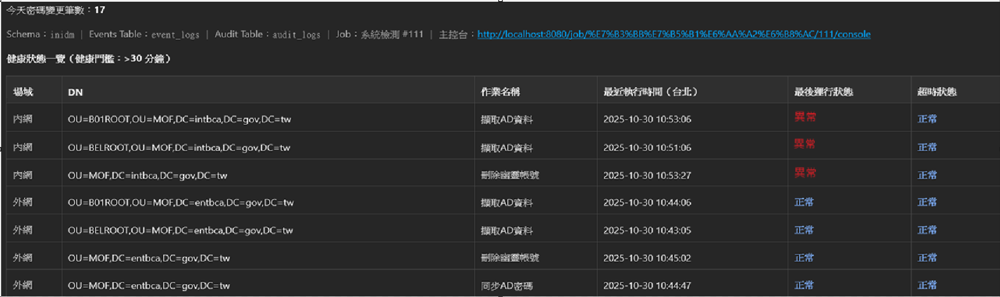 今天密碼變更筆數：17
Schema：inidm | Events Table：event_logs | Audit Table：audit_logs | Job：系統檢測 #111 | 主控台：http://localhost:8080/job/%E7%B3%BB%E7%B5%B1%E6%AA%A2%E6%B8%AC/111/console
健康狀態一覽（健康門檻：>30 分鐘）
場域 DN 作業名稱 最近執行時間（台北） 最後運行狀態 超時狀態
內網 OU=B01ROOT,OU=MOF,DC=intbca,DC=gov,DC=tw 擷取AD資料 2025-10-30 10:53:06 異常 正常
內網 OU=BELROOT,OU=MOF,DC=intbca,DC=gov,DC=tw 擷取AD資料 2025-10-30 10:51:06 異常 正常
內網 OU=MOF,DC=intbca,DC=gov,DC=tw 刪除幽靈帳號 2025-10-30 10:53:27 異常 正常
外網 OU=B01ROOT,OU=MOF,DC=entbca,DC=gov,DC=tw 擷取AD資料 2025-10-30 10:44:06 正常 正常
外網 OU=BELROOT,OU=MOF,DC=entbca,DC=gov,DC=tw 擷取AD資料 2025-10-30 10:43:05 正常 正常
外網 OU=MOF,DC=entbca,DC=gov,DC=tw 刪除幽靈帳號 2025-10-30 10:45:02 正常 正常
外網 OU=MOF,DC=entbca,DC=gov,DC=tw 同步AD密碼 2025-10-30 10:44:47 正常 正常